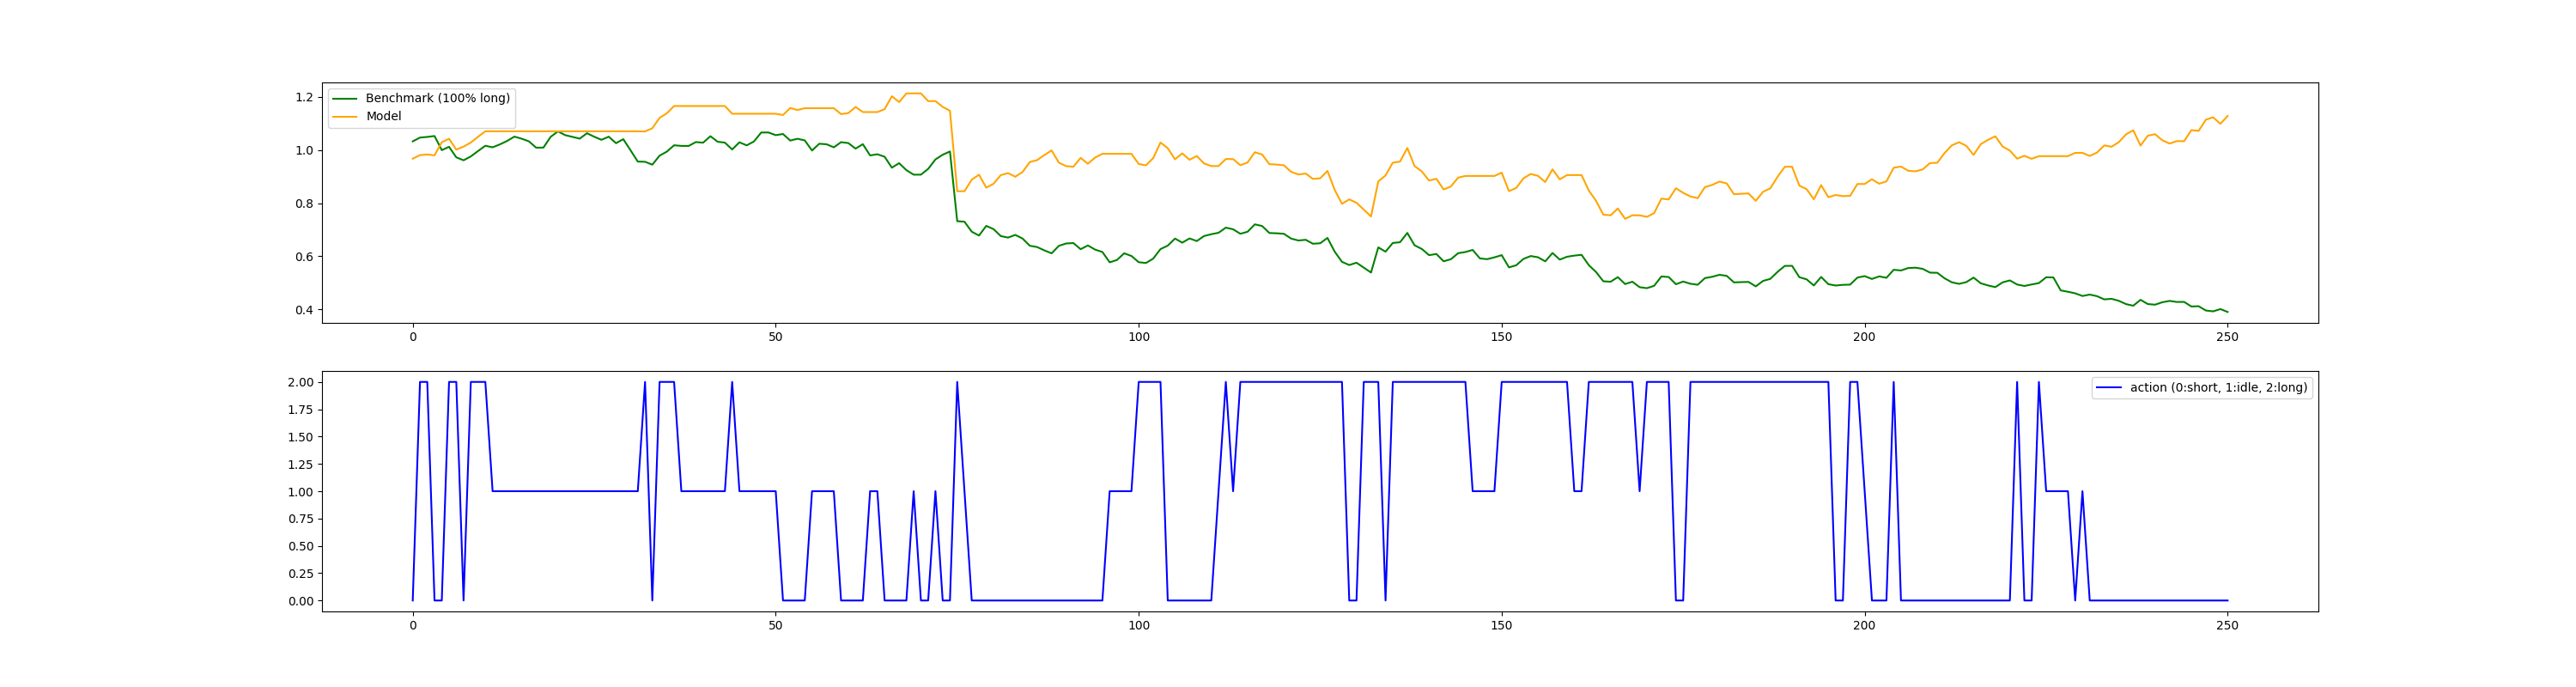 1.2
1.0
0.8
0.6
0.4
Benchmark (100% long)
Model
0 50 100 150 200 250
2.00
1.75
1.50
1.25
1.00
0.75
0.50
0.25
0.00
action (0:short, 1:idle, 2:long)
0 50 100 150 200 250